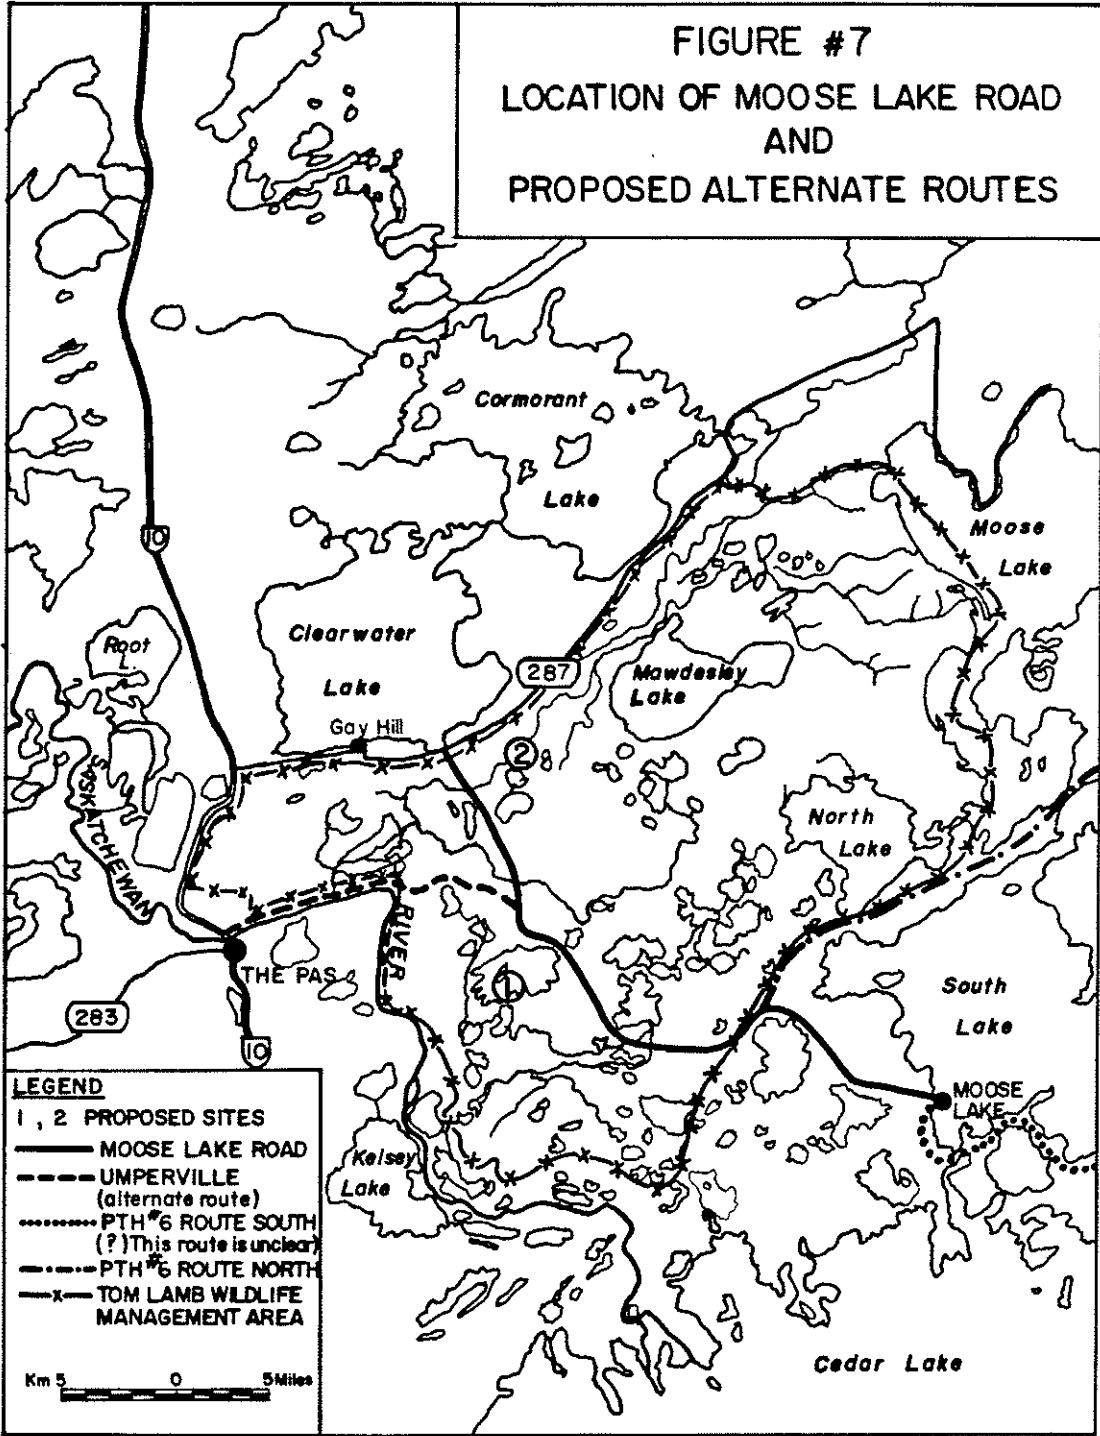 FIGURE #7
LOCATION OF MOOSE LAKE ROAD
AND
PROPOSED ALTERNATE ROUTES
Cormorant
Lake
10
Moose
Lake
Root
L.
Clearwater
Lake
287
Mawdesley
Lake
Gay Hill
2
SASKATCHEWAN
North
Lake
RIVER
THE PAS
1
South
Lake
283
10
MOOSE
LAKE
Kelsey
Lake
Cedar Lake
LEGEND
1 , 2 PROPOSED SITES
MOOSE LAKE ROAD
UMPERVILLE
(alternate route)
PTH #6 ROUTE SOUTH
(?) This route is unclear)
PTH #6 ROUTE NORTH
TOM LAMB WILDLIFE
MANAGEMENT AREA
Km 5 0 5 Miles